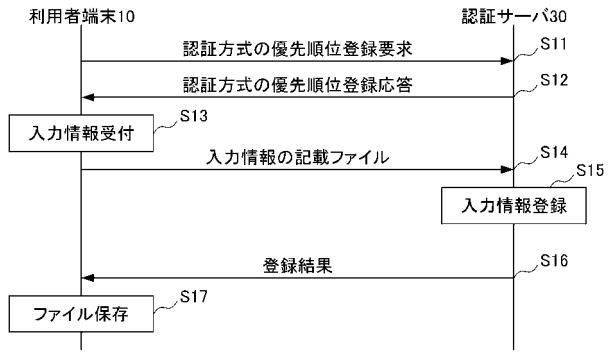 利用者端末10
認証サーバ30
認証方式の優先順位登録要求
S11
認証方式の優先順位登録応答
S12
入力情報受付
S13
入力情報の記載ファイル
S14
入力情報登録
S15
登録結果
S16
ファイル保存
S17